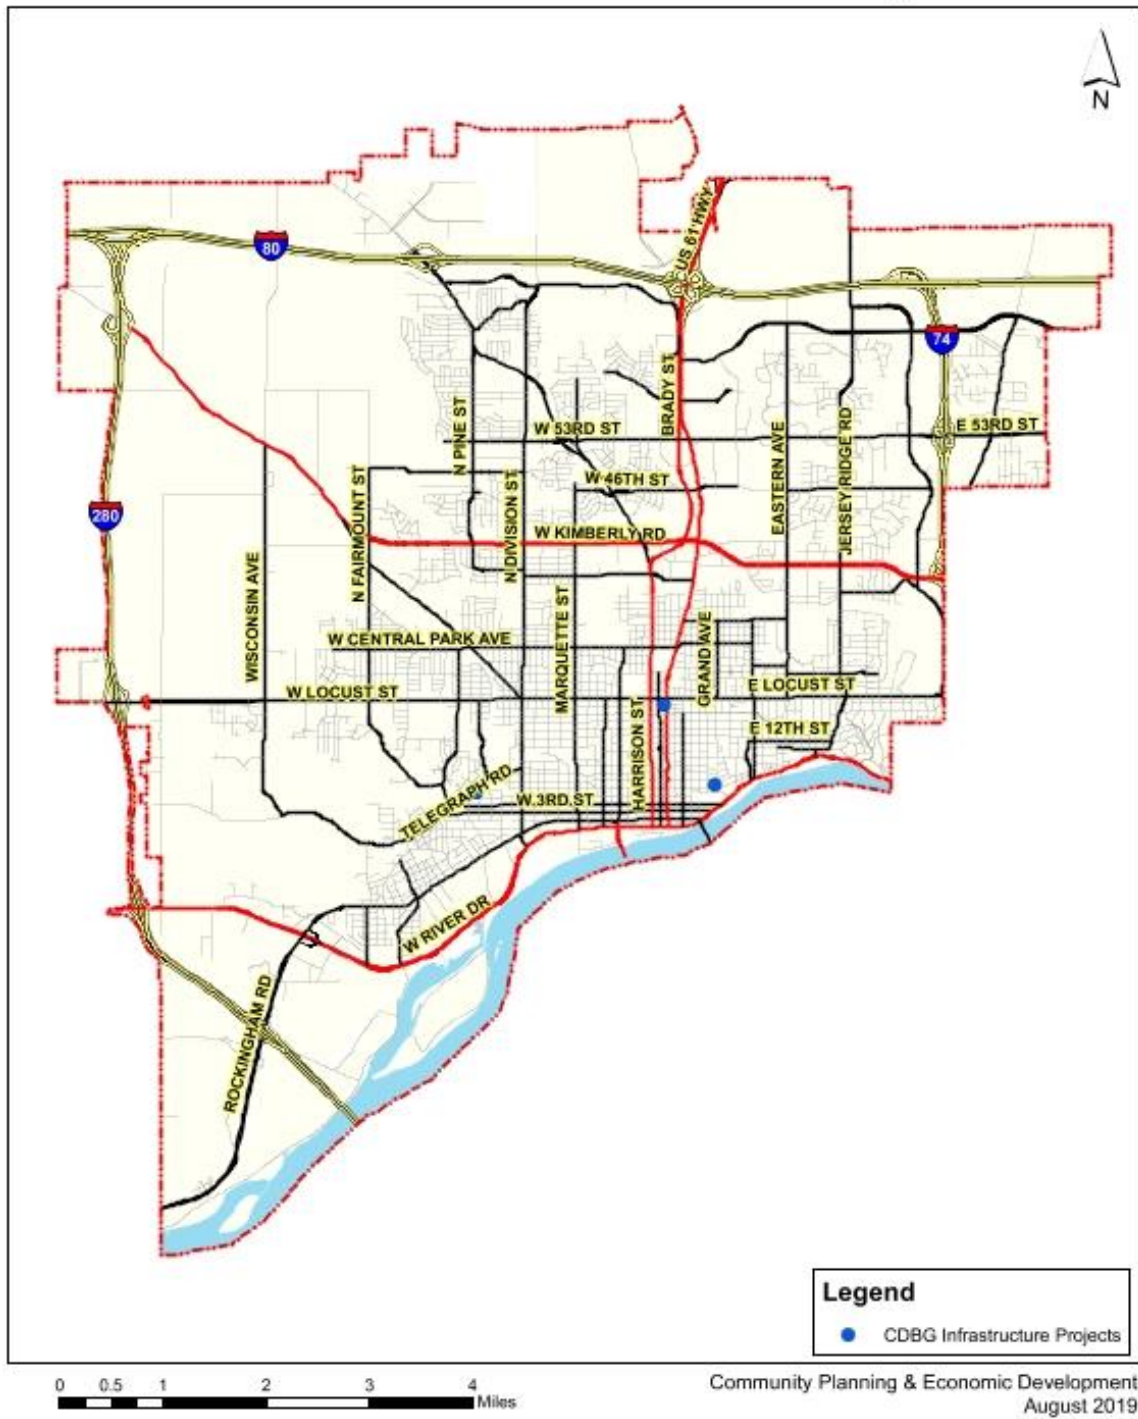 N
US 61 HWY
80
74
BRADY ST
N PINE ST
W 53RD ST
E 53RD ST
EASTERN AVE
JERSEY RIDGE RD
W 46TH ST
N DIVISION ST
N FAIRMOUNT ST
280
W KIMBERLY RD
WISCONSIN AVE
MARQUETTE ST
GRAND AVE
W CENTRAL PARK AVE
W LOCUST ST
E LOCUST ST
HARRISON ST
E 12TH ST
TELEGRAPH RD
W 3RD ST
W RIVER DR
ROCKINGHAM RD
Legend
CDBG Infrastructure Projects
0 0.5 1 2 3 4
Miles
Community Planning & Economic Development
August 2019